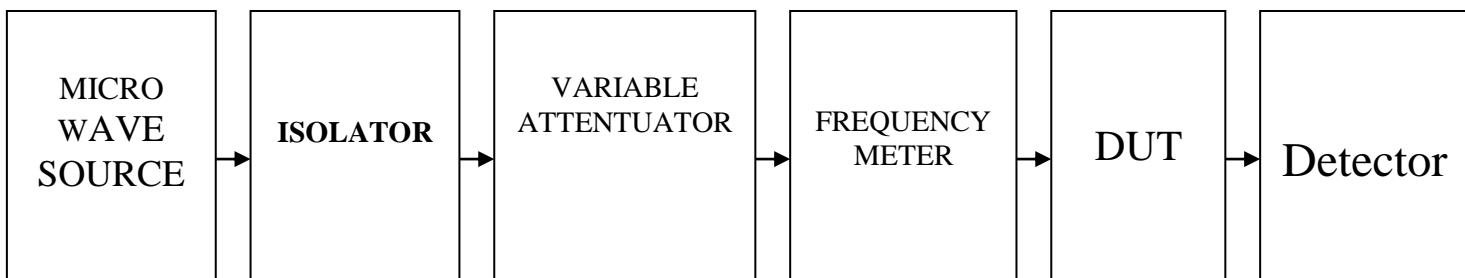 MICRO
WAVE
SOURCE
ISOLATOR
VARIABLE
ATTENTUATOR
FREQUENCY
METER
DUT
Detector